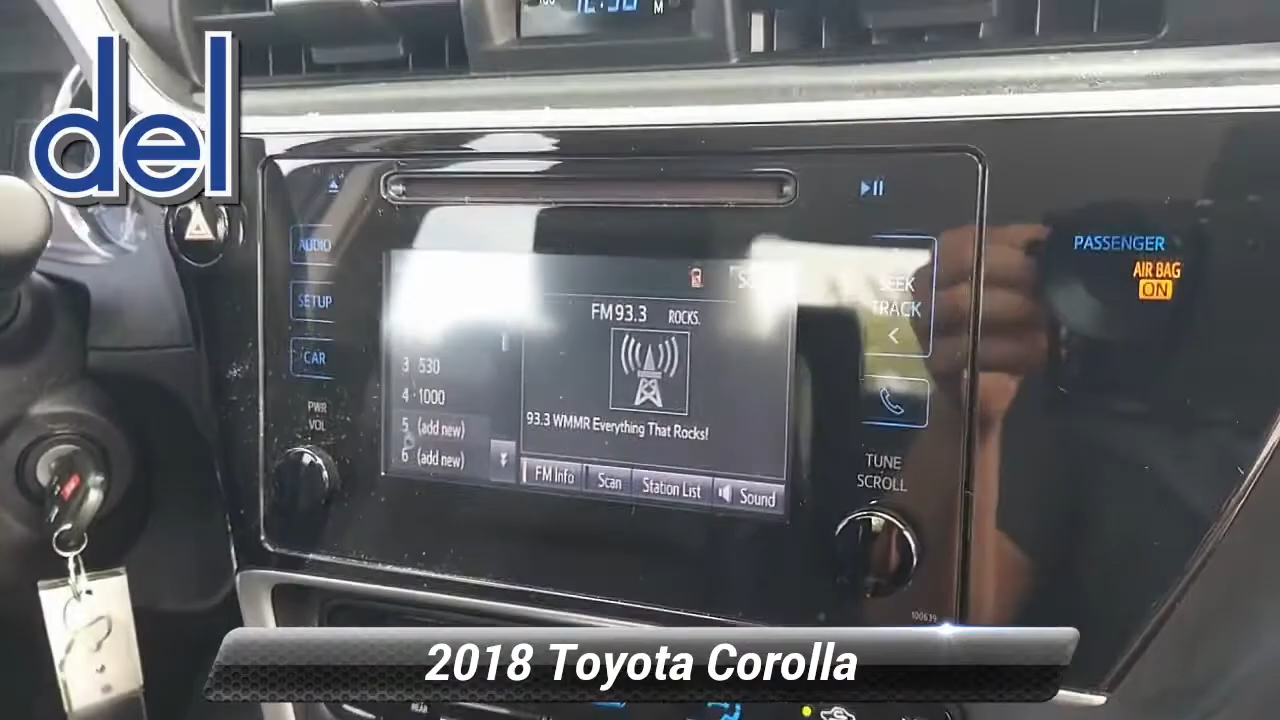 del
AUDIO
SETUP
CAR
PWR
VOL
FM 93.3 ROCKS.
3 530
4 1000
5 (add new)
6 (add new)
93.3 WMMR Everything That Rocks!
FM Info
Scan
Station List
Sound
SEEK
TRACK
<
TUNE
SCROLL
100639
PASSENGER
AIR BAG
ON
2018 Toyota Corolla
REAR